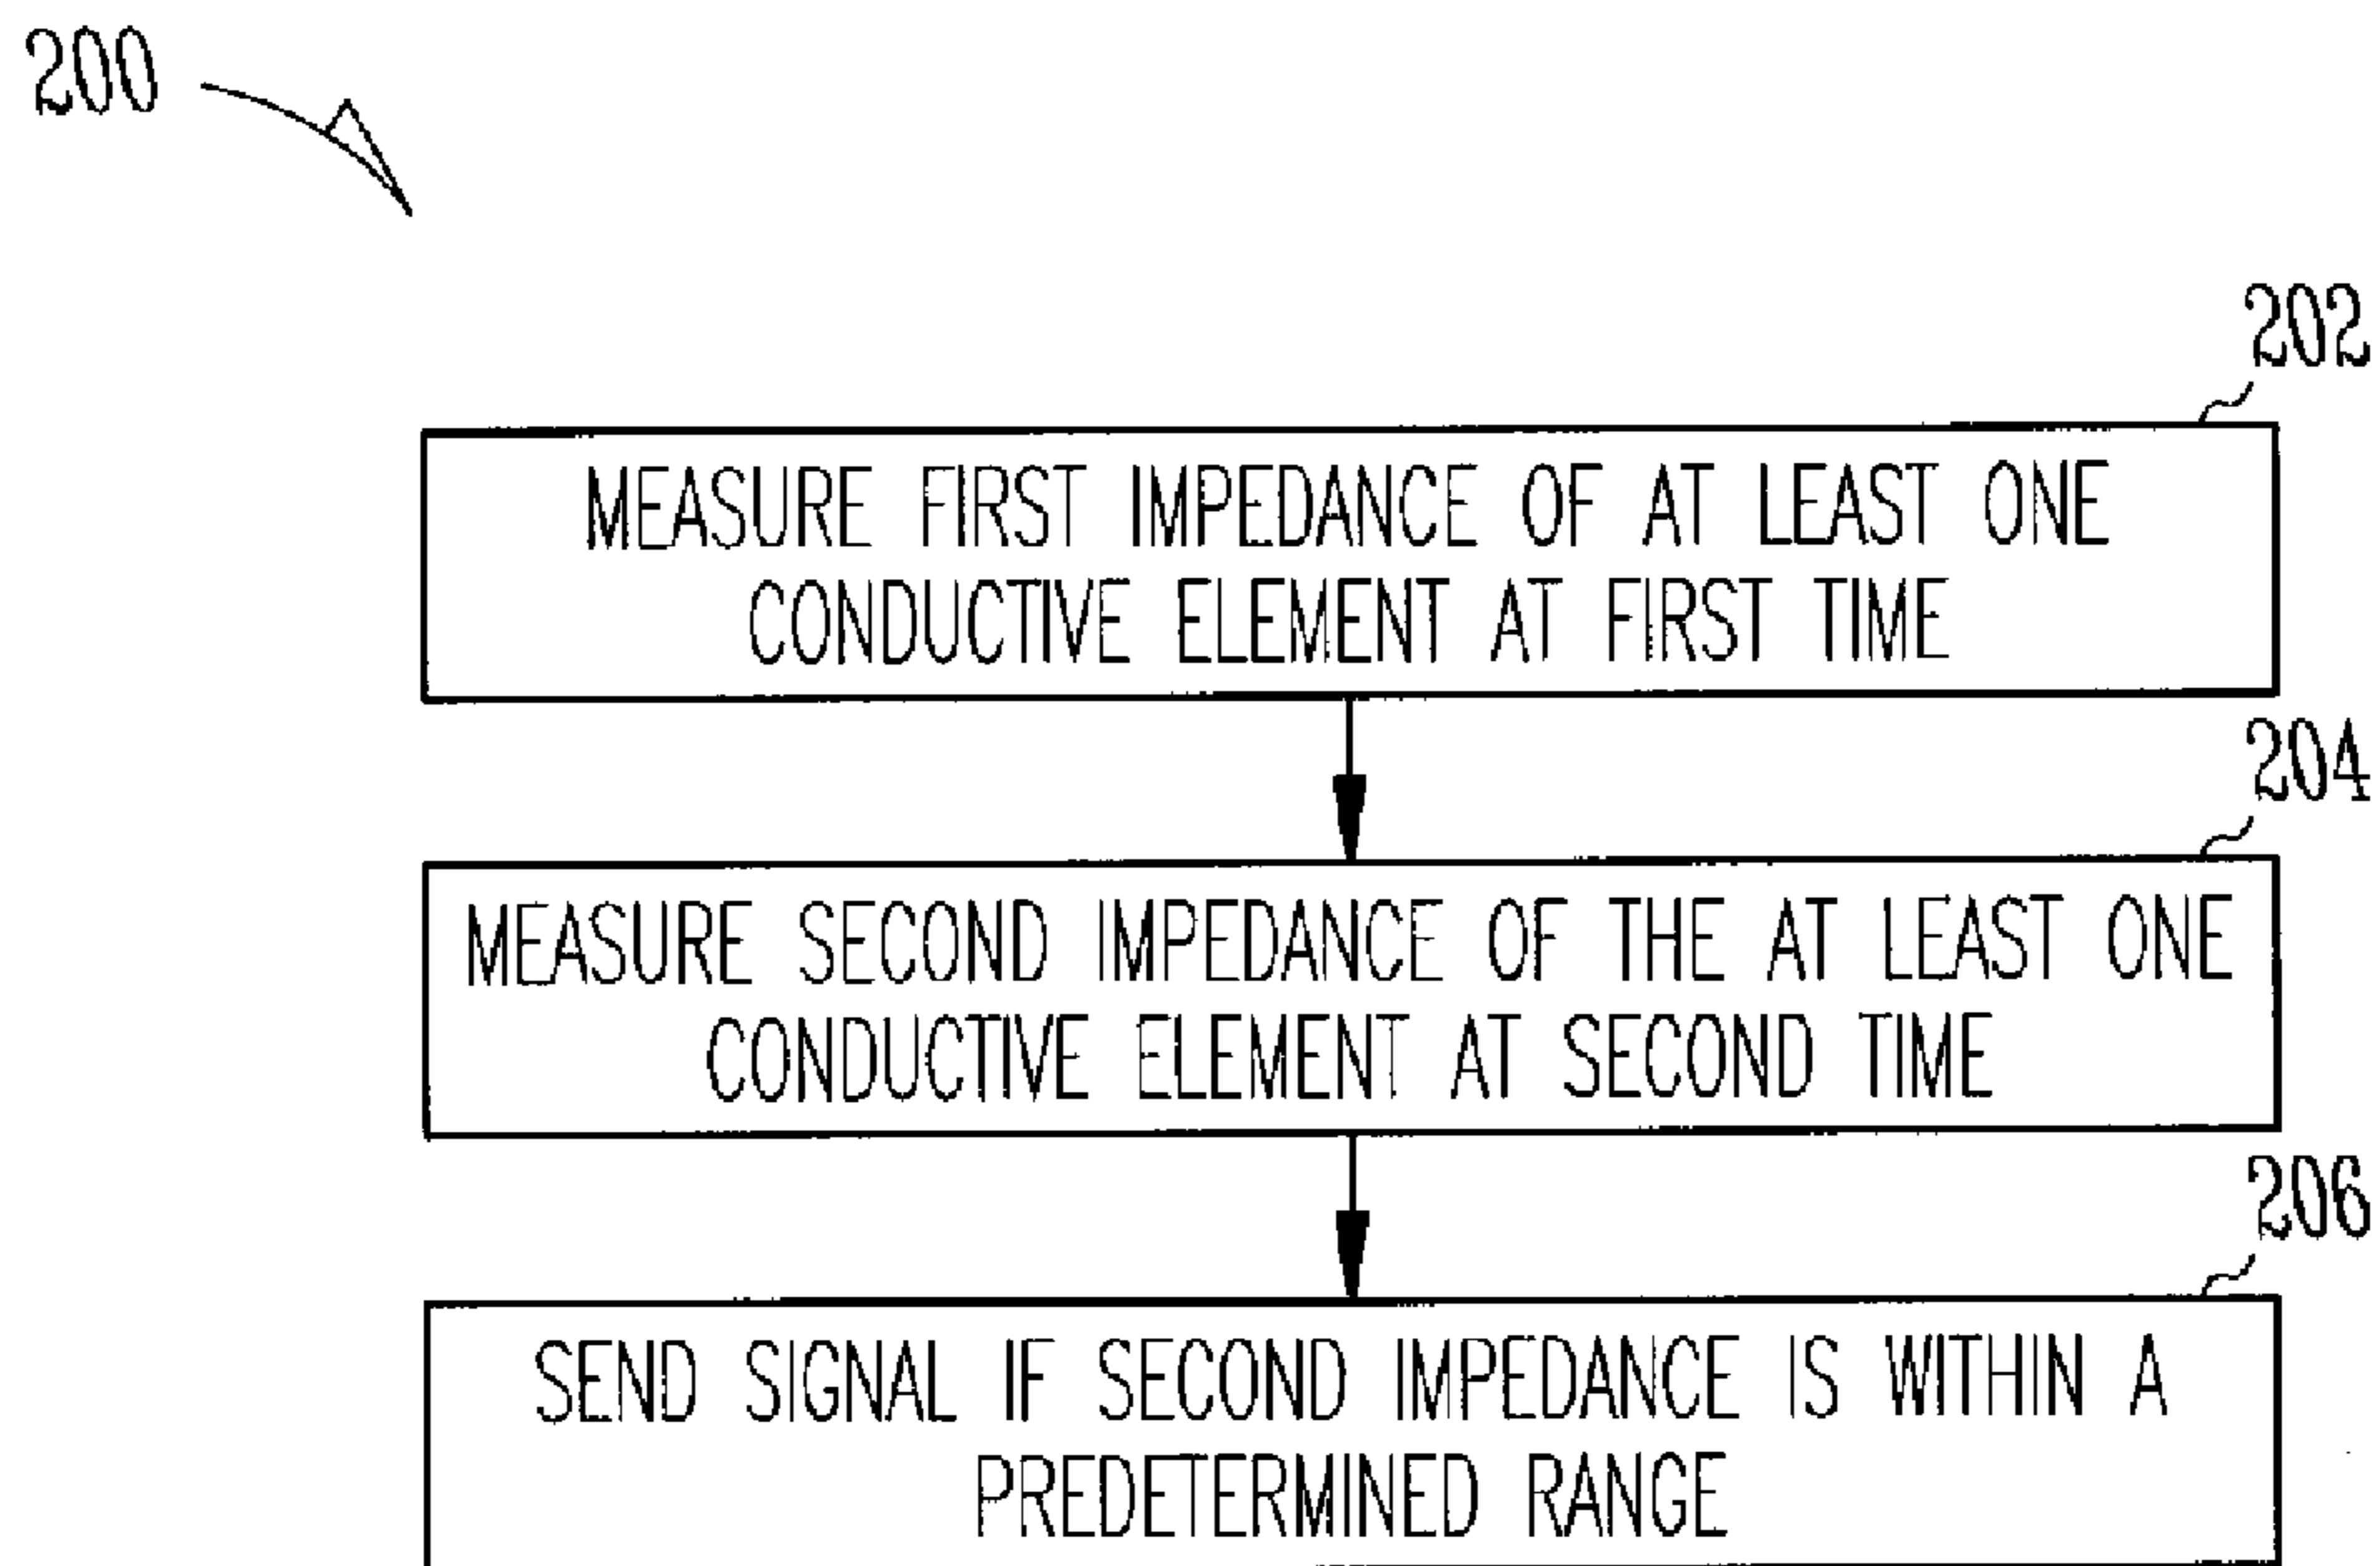 200
202
MEASURE FIRST IMPEDANCE OF AT LEAST ONE
CONDUCTIVE ELEMENT AT FIRST TIME
204
MEASURE SECOND IMPEDANCE OF THE AT LEAST ONE
CONDUCTIVE ELEMENT AT SECOND TIME
206
SEND SIGNAL IF SECOND IMPEDANCE IS WITHIN A
PREDETERMINED RANGE